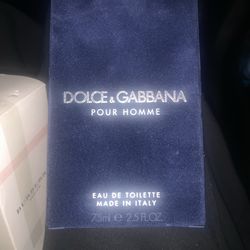 DOLCE & GABBANA
POUR HOMME
EAU DE TOILETTE
MADE IN ITALY
75ml e 2.5 FL.OZ.